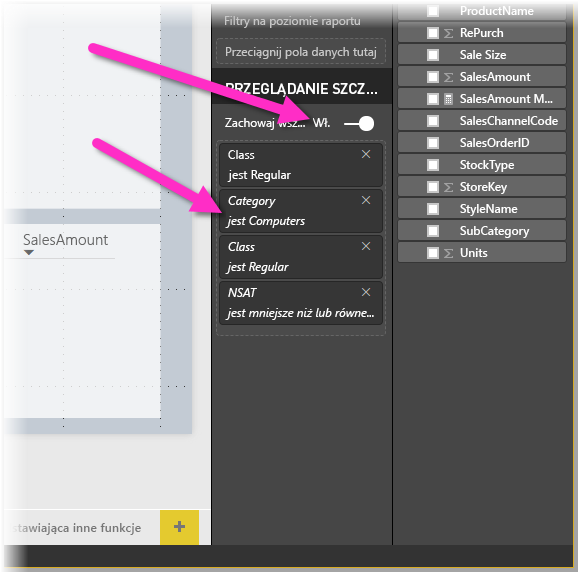 SalesAmount
stawiająca inne funkcje
+
Filtry na poziomie raportu
Przeciągnij pola danych tutaj
PRZEGLĄDANIE SZCZ...
Zachowaj wsz... Wł.
Class
jest Regular
Category
jest Computers
Class
jest Regular
NSAT
jest mniejsze niż lub równe...
ProductName
RePurch
Sale Size
SalesAmount
SalesAmount M...
SalesChannelCode
SalesOrderID
StockType
StoreKey
StyleName
SubCategory
Units